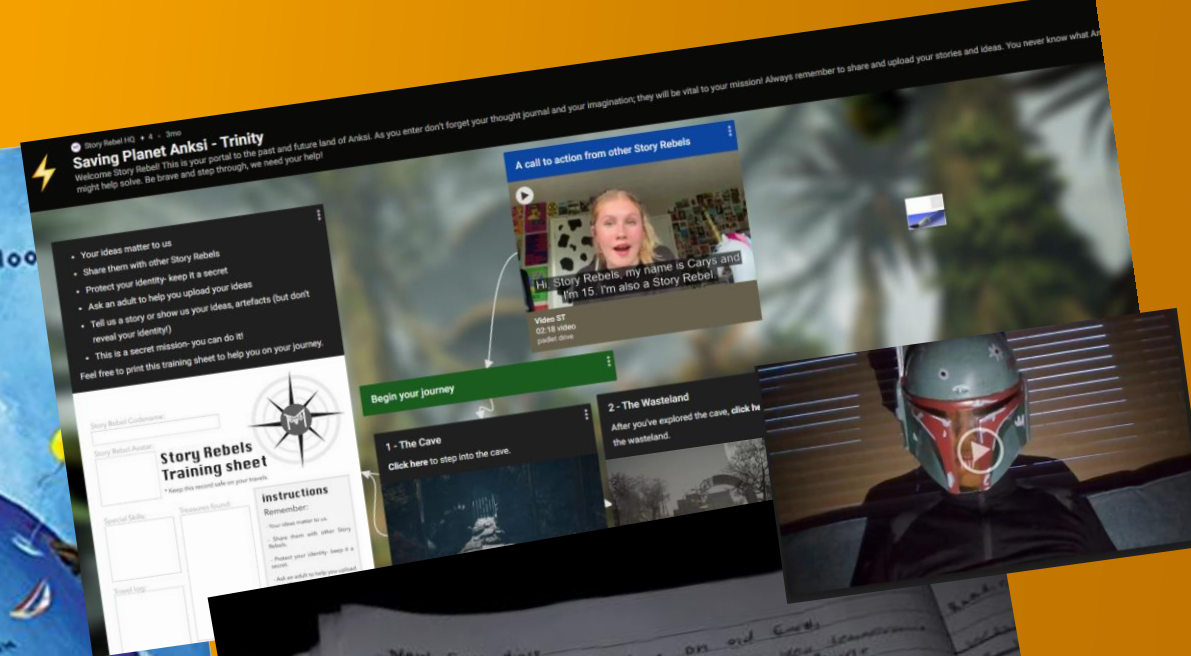 loo
Story Rebel HQ • 4 • 3mo
Saving Planet Anksi - Trinity
Welcome Story Rebel! This is your portal to the past and future land of Anksi. As you enter don't forget your thought journal and your imagination; they will be vital to your mission! Always remember to share and upload your stories and ideas. You never know what
might help solve. Be brave and step through, we need your help!
• Your ideas matter to us
• Share them with other Story Rebels
• Protect your identity- keep it a secret
• Ask an adult to help you upload your ideas
• Tell us a story or show us your ideas, artefacts (but don't
reveal your identity!)
• This is a secret mission- you can do it!
Feel free to print this training sheet to help you on your journey.
Story Rebel Codename:
Story Rebel Avatar:
Story Rebels
Training sheet
* Keep this record safe on your travels.
Special Skills:
Treasures found:
Travel log:
instructions
Remember:
- Your ideas matter to us.
- Share them with other Story
Rebels.
- Protect your identity- keep it a
secret.
- Ask an adult to help you upload
A call to action from other Story Rebels
Hi, Story Rebels, my name is Carys and
I'm 15. I'm also a Story Rebel
Video ST
02:18 video
padlet drive
Begin your journey
1 - The Cave
Click here to step into the cave.
2 - The Wasteland
After you've explored the cave, click he
the wasteland.
on old